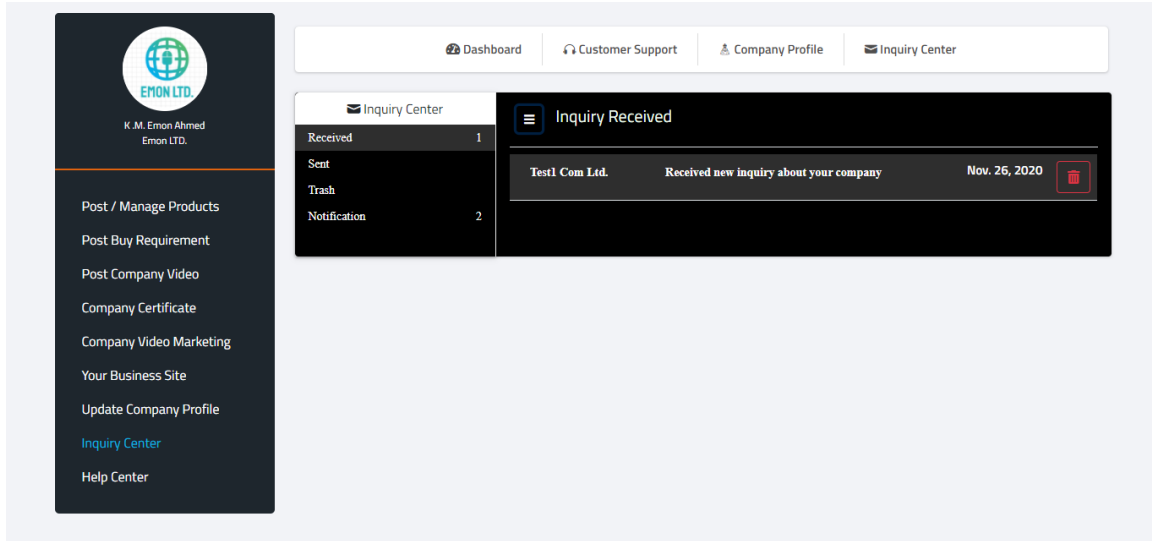 EMON LTD.
K .M. Emon Ahmed
Emon LTD.
Post / Manage Products
Post Buy Requirement
Post Company Video
Company Certificate
Company Video Marketing
Your Business Site
Update Company Profile
Inquiry Center
Help Center
Dashboard Customer Support Company Profile Inquiry Center
Inquiry Center
Received 1
Sent
Trash
Notification 2
Inquiry Received
Test1 Com Ltd. Received new inquiry about your company Nov. 26, 2020